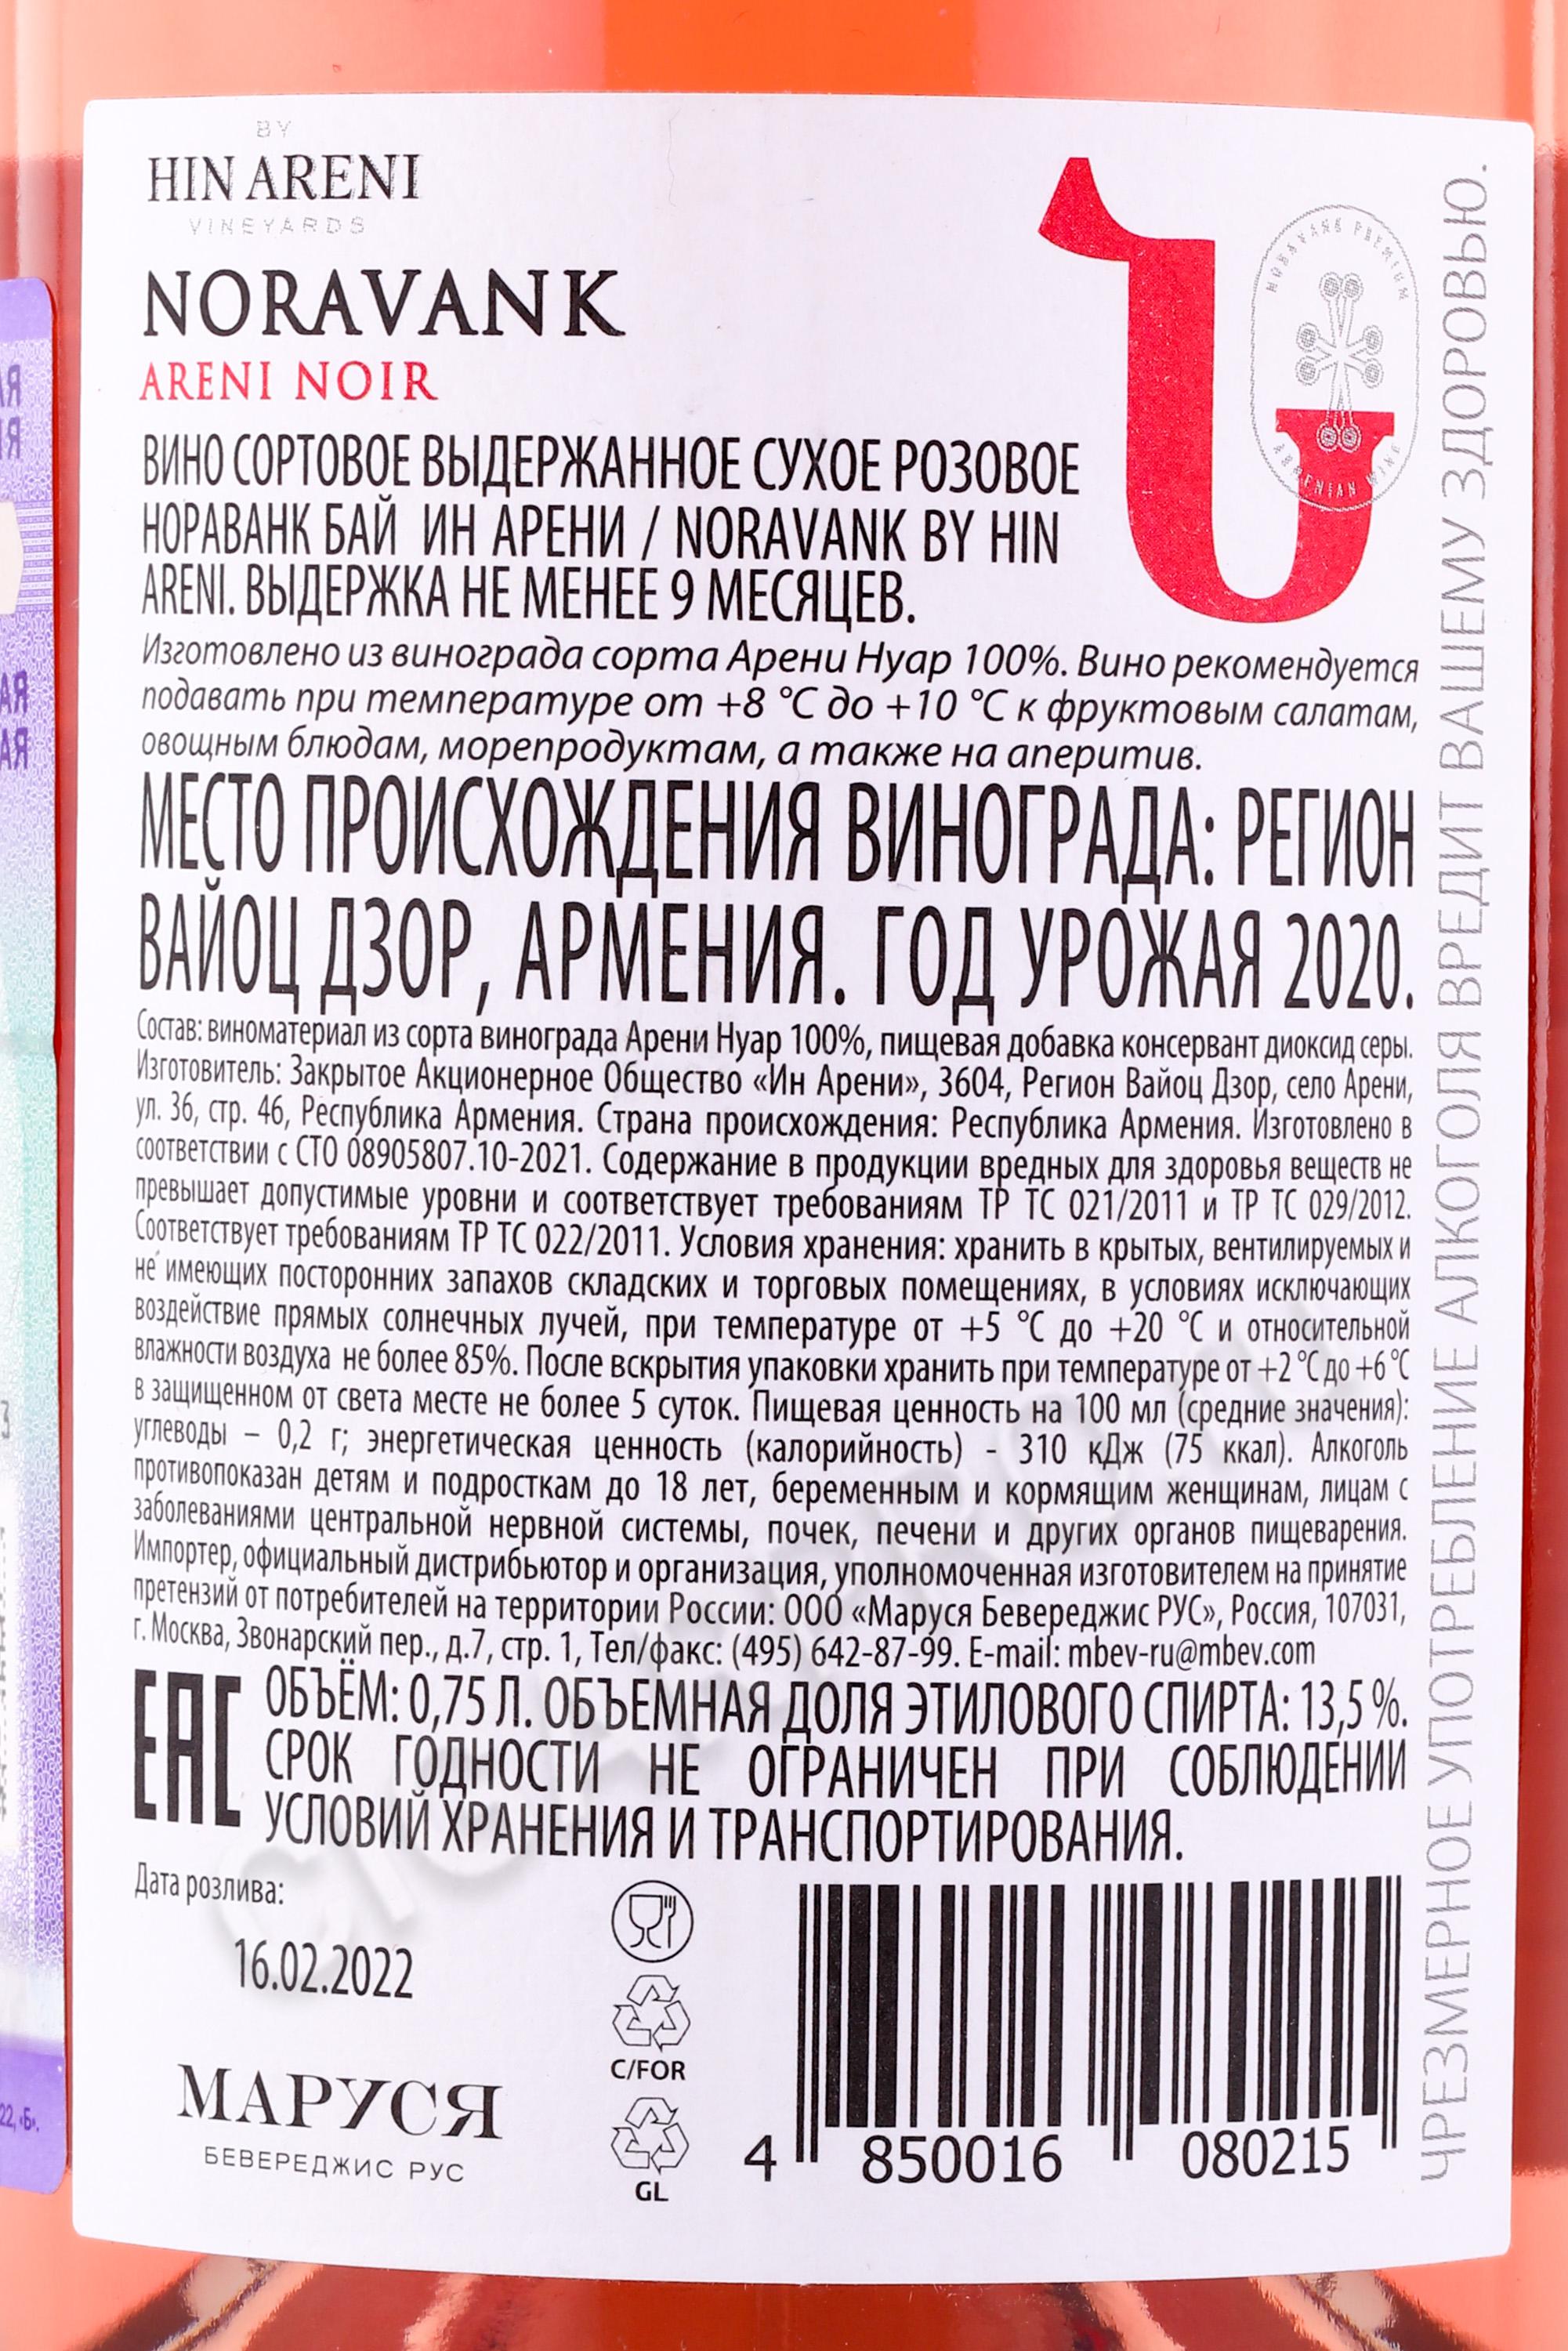 BY
HIN ARENI
VINEYARDS
NORAVANK
ARENI NOIR
NORAVANK PREMIUM
ARMENIAN WINE
ВИНО СОРТОВОЕ ВЫДЕРЖАННОЕ СУХОЕ РОЗОВОЕ
НОРАВАНК БАЙ ИН АРЕНИ / NORAVANK BY HIN
ARENI. ВЫДЕРЖКА НЕ МЕНЕЕ 9 МЕСЯЦЕВ.
Изготовлено из винограда сорта Арени Нуар 100%. Вино рекомендуется
подавать при температуре от +8 °C до +10 °C к фруктовым салатам,
овощным блюдам, морепродуктам, а также на аперитив.
МЕСТО ПРОИСХОЖДЕНИЯ ВИНОГРАДА: РЕГИОН
ВАЙОЦ ДЗОР, АРМЕНИЯ. ГОД УРОЖАЯ 2020.
Состав: виноматериал из сорта винограда Арени Нуар 100%, пищевая добавка консервант диоксид серы.
Изготовитель: Закрытое Акционерное Общество «Ин Арени», 3604, Регион Вайоц Дзор, село Арени,
ул. 36, стр. 46, Республика Армения. Страна происхождения: Республика Армения. Изготовлено в
соответствии с СТО 08905807.10-2021. Содержание в продукции вредных для здоровья веществ не
превышает допустимые уровни и соответствует требованиям ТР ТС 021/2011 и ТР ТС 029/2012.
Соответствует требованиям ТР ТС 022/2011. Условия хранения: хранить в крытых, вентилируемых и
не имеющих посторонних запахов складских и торговых помещениях, в условиях исключающих
воздействие прямых солнечных лучей, при температуре от +5 °C до +20 °C и относительной
влажности воздуха не более 85%. После вскрытия упаковки хранить при температуре от +2 °C до +6 °C
в защищенном от света месте не более 5 суток. Пищевая ценность на 100 мл (средние значения):
углеводы – 0,2 г; энергетическая ценность (калорийность) - 310 кДж (75 ккал). Алкоголь
противопоказан детям и подросткам до 18 лет, беременным и кормящим женщинам, лицам с
заболеваниями центральной нервной системы, почек, печени и других органов пищеварения.
Импортер, официальный дистрибьютор и организация, уполномоченная изготовителем на принятие
претензий от потребителей на территории России: ООО «Маруся Бевереджис РУС», Россия, 107031,
г. Москва, Звонарский пер., д.7, стр. 1, Тел/факс: (495) 642-87-99. E-mail: mbev-ru@mbev.com
EAC
ОБЪЁМ: 0,75 Л. ОБЪЕМНАЯ ДОЛЯ ЭТИЛОВОГО СПИРТА: 13,5 %.
СРОК ГОДНОСТИ НЕ ОГРАНИЧЕН ПРИ СОБЛЮДЕНИИ
УСЛОВИЙ ХРАНЕНИЯ И ТРАНСПОРТИРОВАНИЯ.
Дата розлива:
16.02.2022
МАРУСЯ
БЕВЕРЕДЖИС РУС
C/FOR
GL
4 850016 080215
ЧРЕЗМЕРНОЕ УПОТРЕБЛЕНИЕ АЛКОГОЛЯ ВРЕДИТ ВАШЕМУ ЗДОРОВЬЮ.